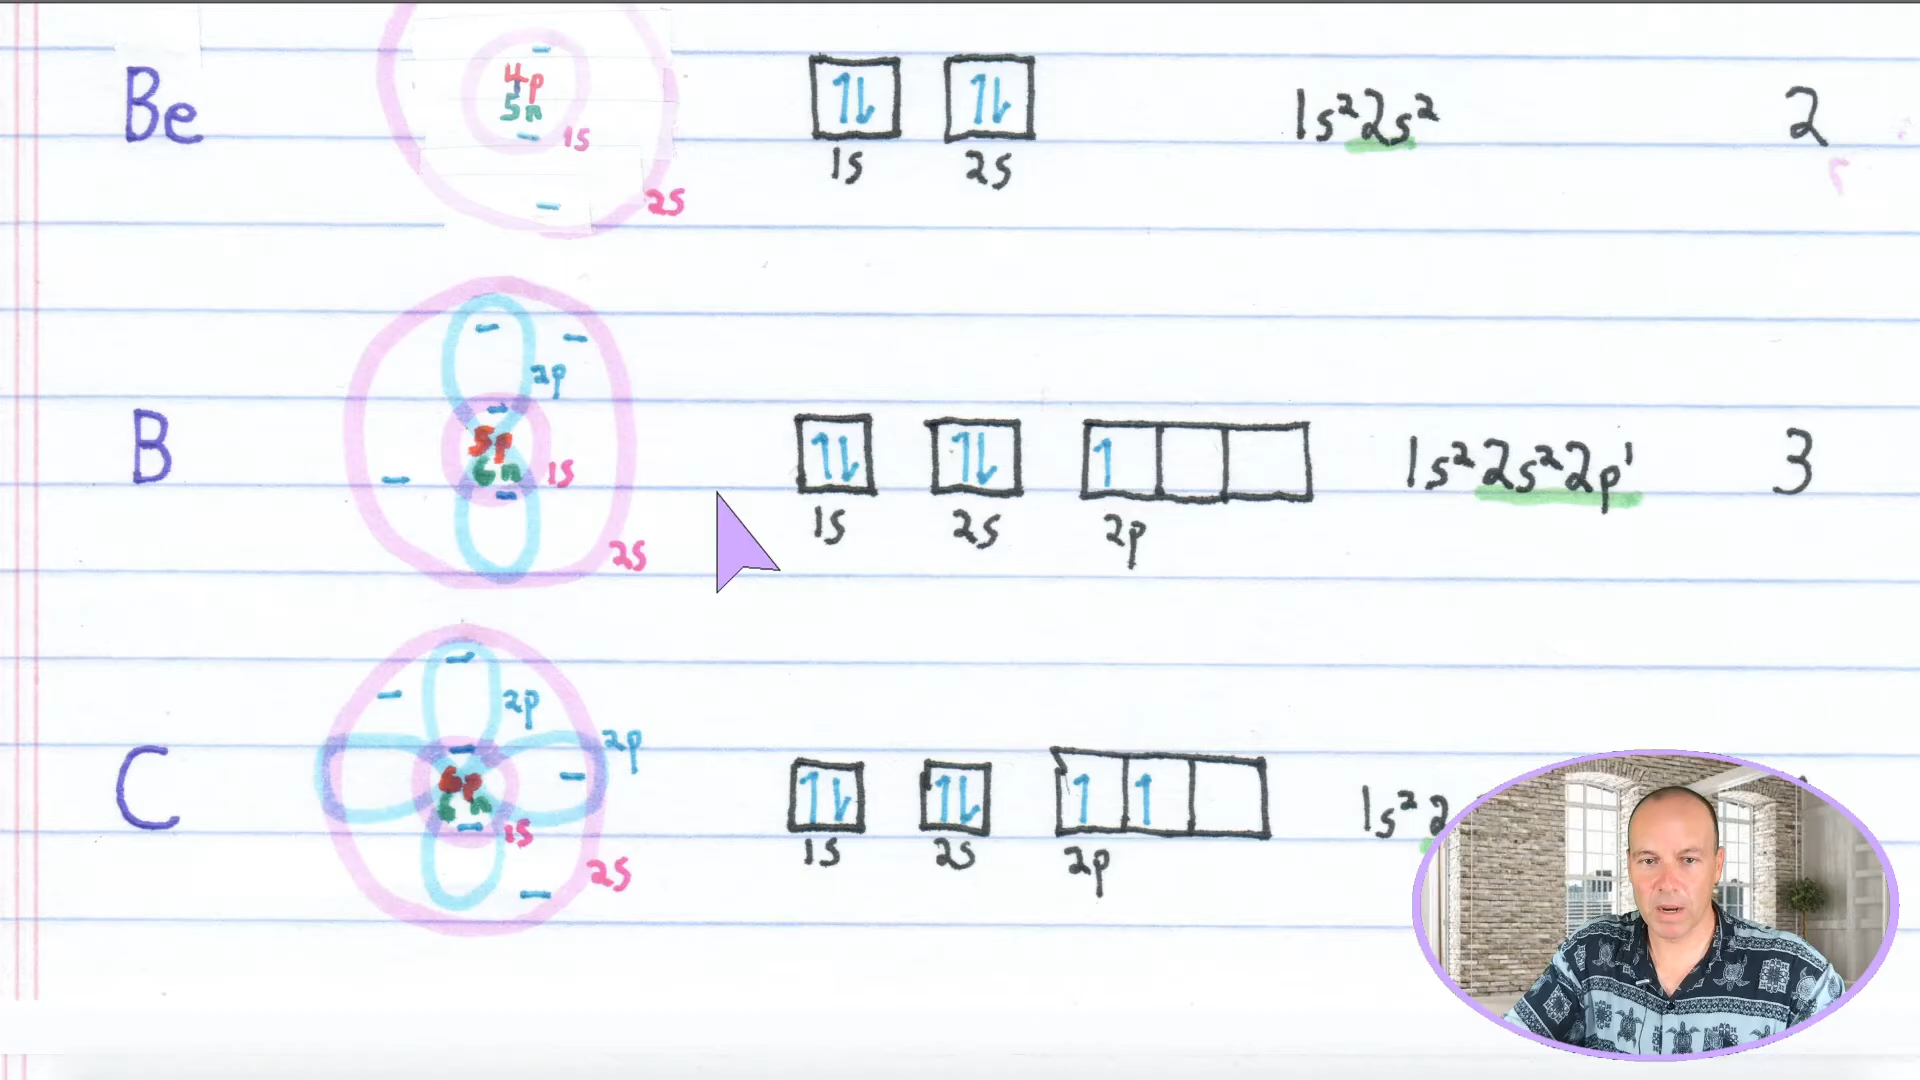 Be 4p 5n 1s 2s ↿⇂ 1s ↿⇂ 2s 1s²2s² 2
B 2p 5p 6n 1s 2s ↿⇂ 1s ↿⇂ 2s ↿ 2p 1s²2s²2p¹ 3
C 2p 2p 6p 6n 1s 2s ↿⇂ 1s ↿⇂ 2s ↿ ↿ 2p 1s²2